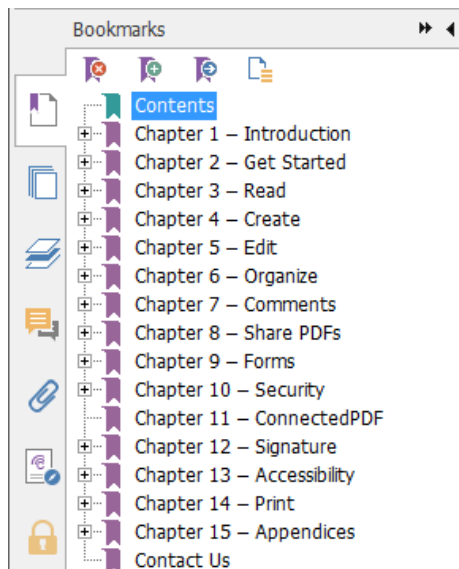 Bookmarks
Contents
Chapter 1 – Introduction
Chapter 2 – Get Started
Chapter 3 – Read
Chapter 4 – Create
Chapter 5 – Edit
Chapter 6 – Organize
Chapter 7 – Comments
Chapter 8 – Share PDFs
Chapter 9 – Forms
Chapter 10 – Security
Chapter 11 – ConnectedPDF
Chapter 12 – Signature
Chapter 13 – Accessibility
Chapter 14 – Print
Chapter 15 – Appendices
Contact Us